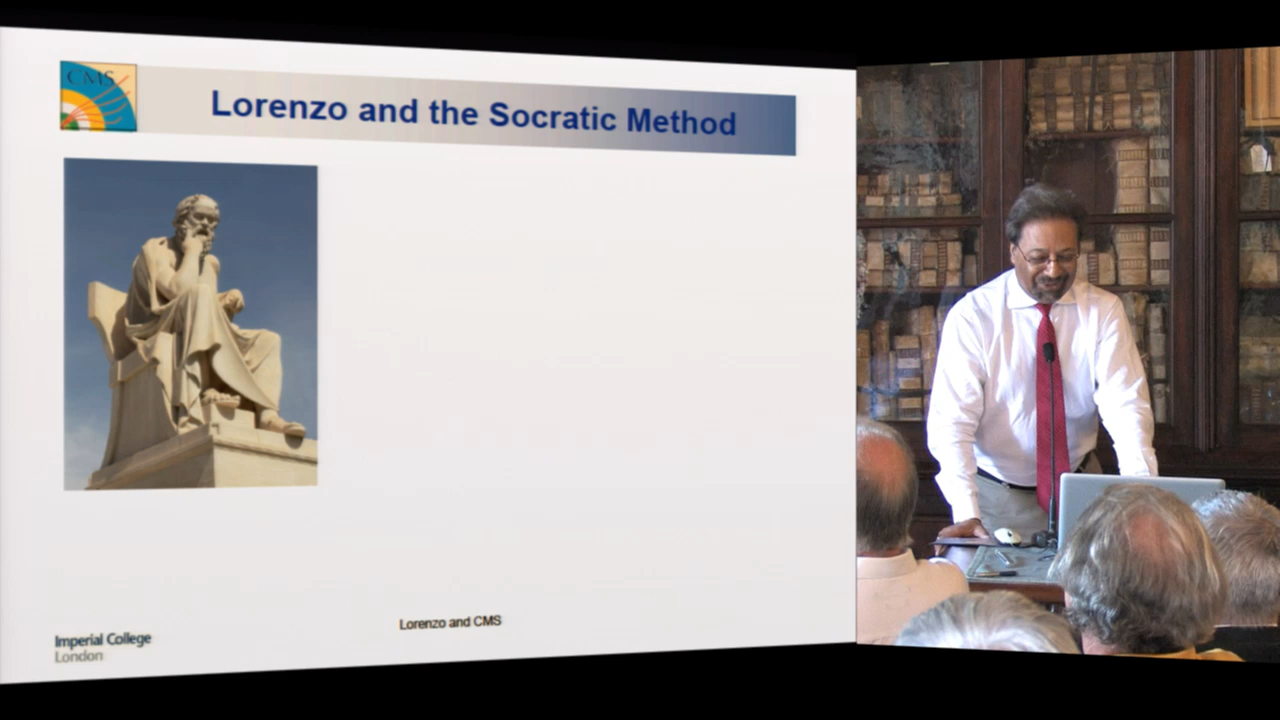 CMS
Lorenzo and the Socratic Method
Lorenzo and CMS
Imperial College
London